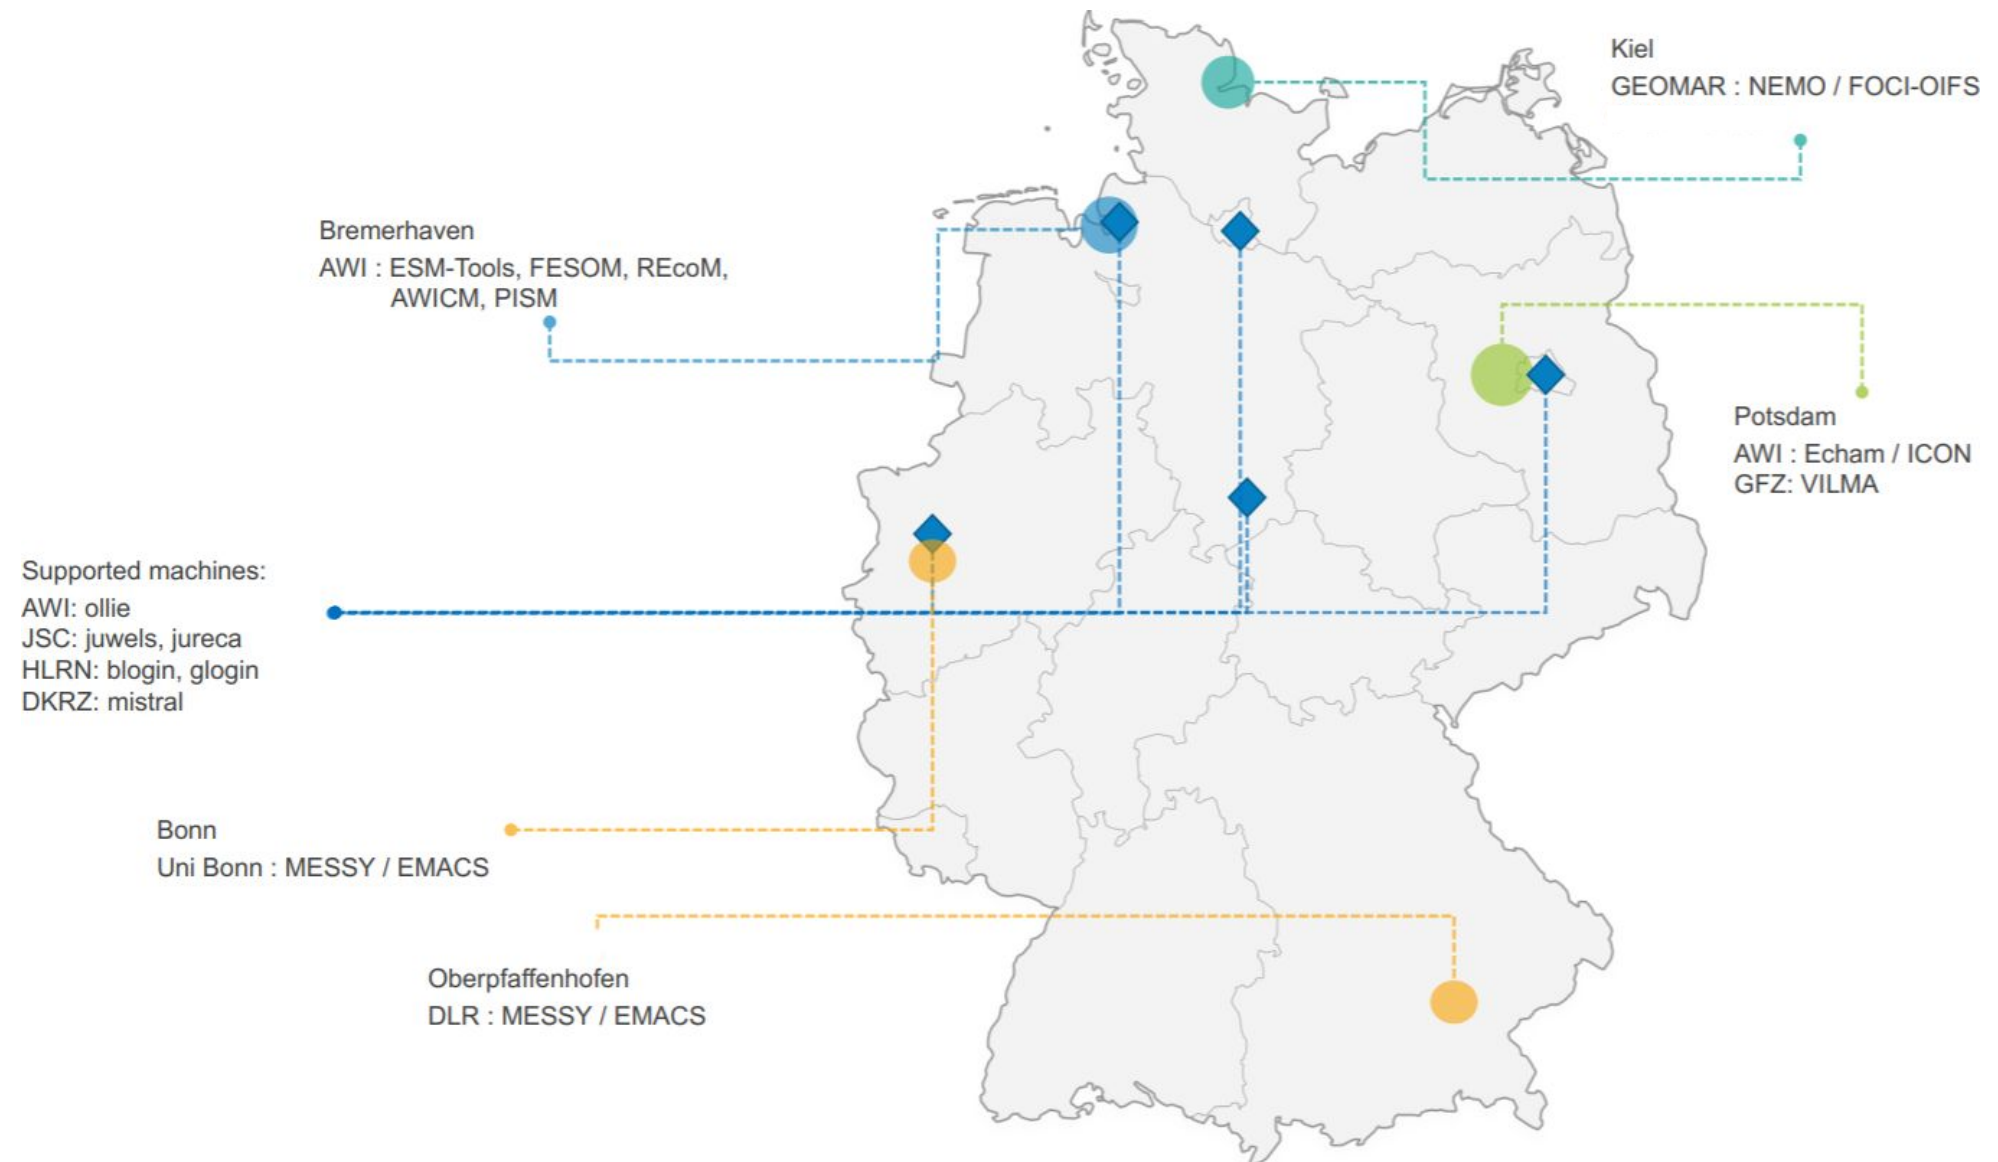 Kiel
GEOMAR : NEMO / FOCI-OIFS
Bremerhaven
AWI : ESM-Tools, FESOM, REcoM,
AWICM, PISM
Potsdam
AWI : Echam / ICON
GFZ: VILMA
Supported machines:
AWI: ollie
JSC: juwels, jureca
HLRN: blogin, glogin
DKRZ: mistral
Bonn
Uni Bonn : MESSY / EMACS
Oberpfaffenhofen
DLR : MESSY / EMACS